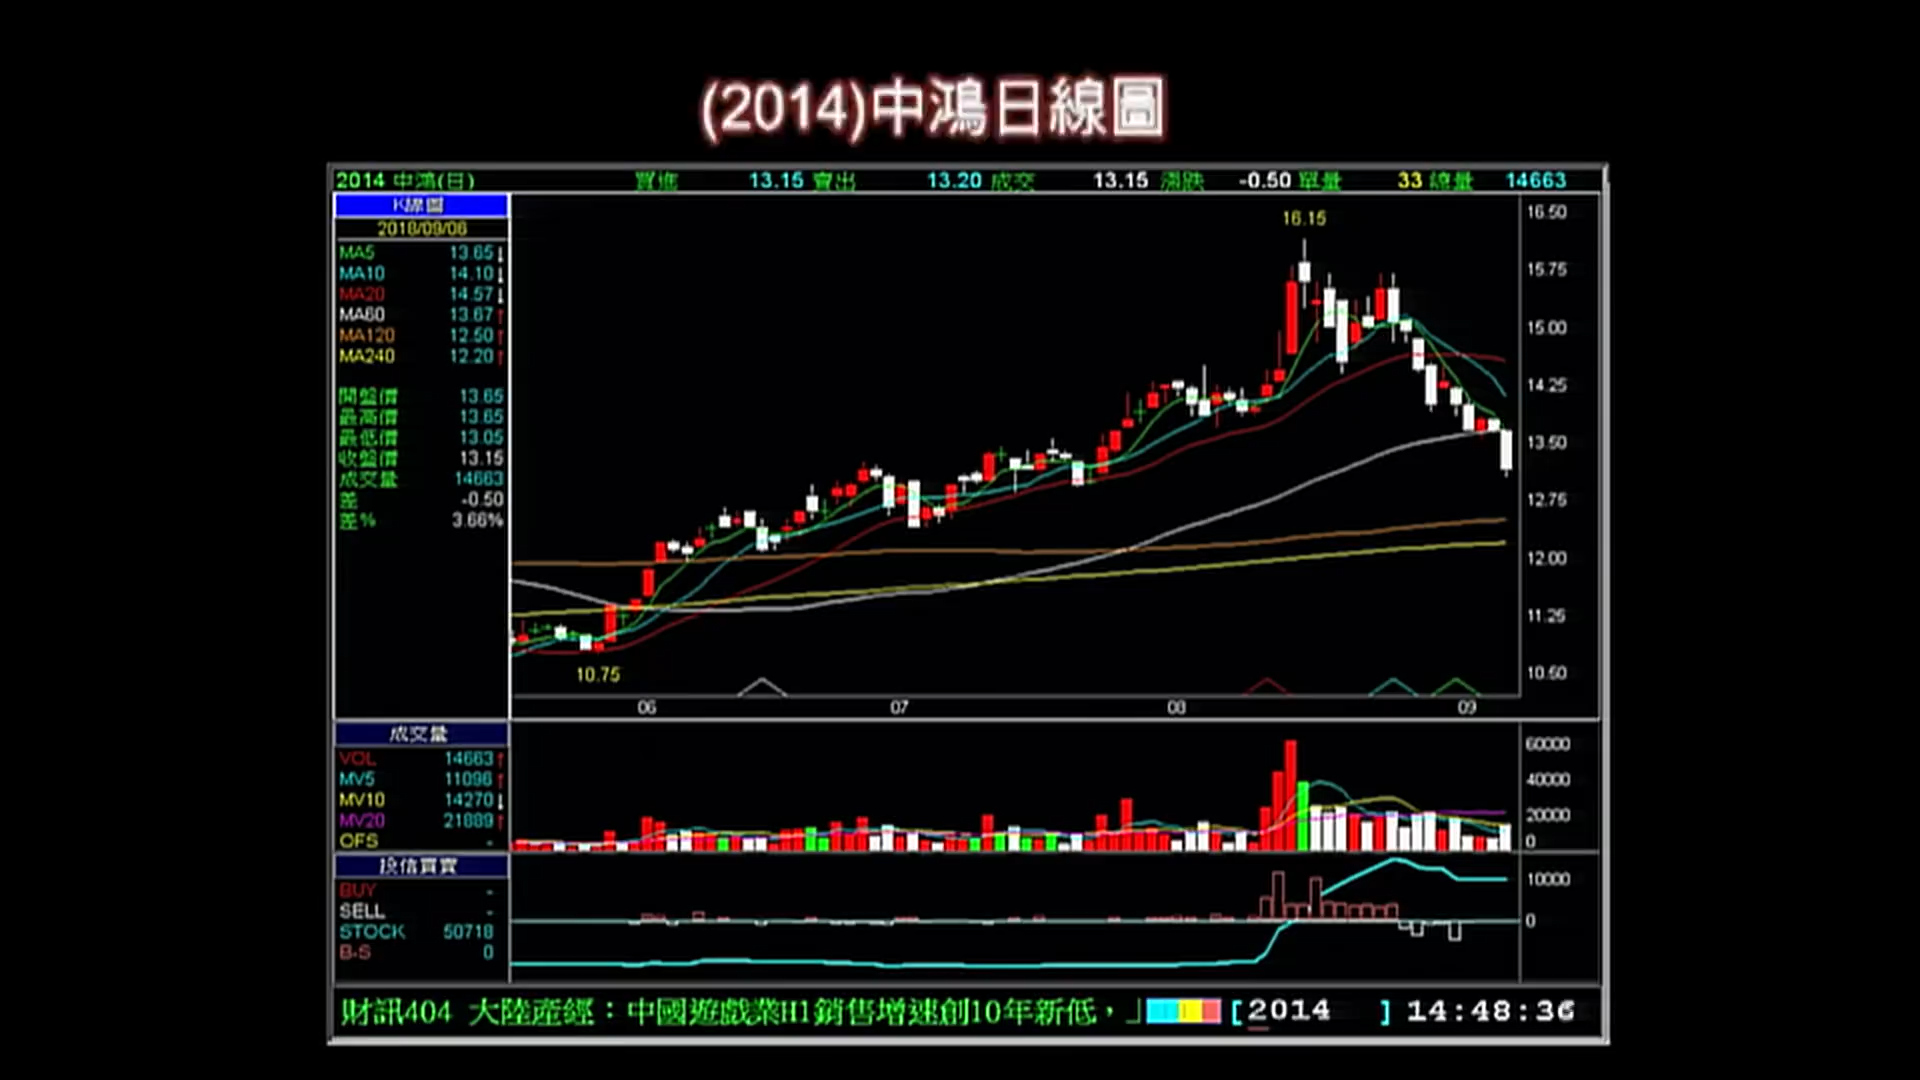 (2014)中鴻日線圖
2014 中鴻(日) 買進 13.15 賣出 13.20 成交 13.15 漲跌 -0.50 單量 33 總量 14663
K線圖
2018/09/06
MA5 13.65↓
MA10 14.10↓
MA20 14.57↓
MA60 13.67↑
MA120 12.50↑
MA240 12.20↑
開盤價 13.65
最高價 13.65
最低價 13.05
收盤價 13.15
成交量 14663
差 -0.50
差% 3.66%
16.15
10.75
16.50
15.75
15.00
14.25
13.50
12.75
12.00
11.25
10.50
06 07 08 09
成交量
VOL 14663↑
MV5 11096↑
MV10 14270↓
MV20 21889↑
OFS -
60000
40000
20000
0
投信買賣
BUY -
SELL -
STOCK 50718
B-S 0
10000
0
財訊404 大陸產經：中國遊戲業H1銷售增速創10年新低，
[2014 ] 14:48:36